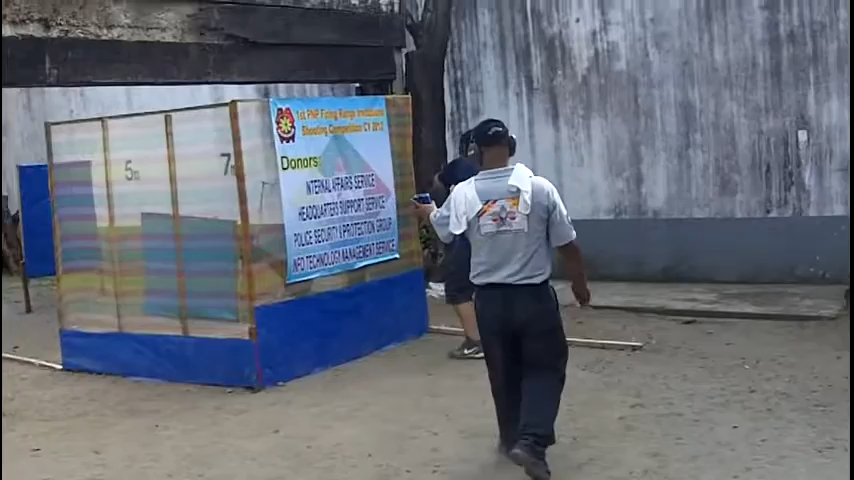 1st PNP Firing Range Invitational
Shooting Competition CY 2013
Donors:
INTERNAL AFFAIRS SERVICE
HEADQUARTERS SUPPORT SERVICE
POLICE SECURITY & PROTECTION GROUP
INFO TECHNOLOGY MANAGEMENT SERVICE
5
7